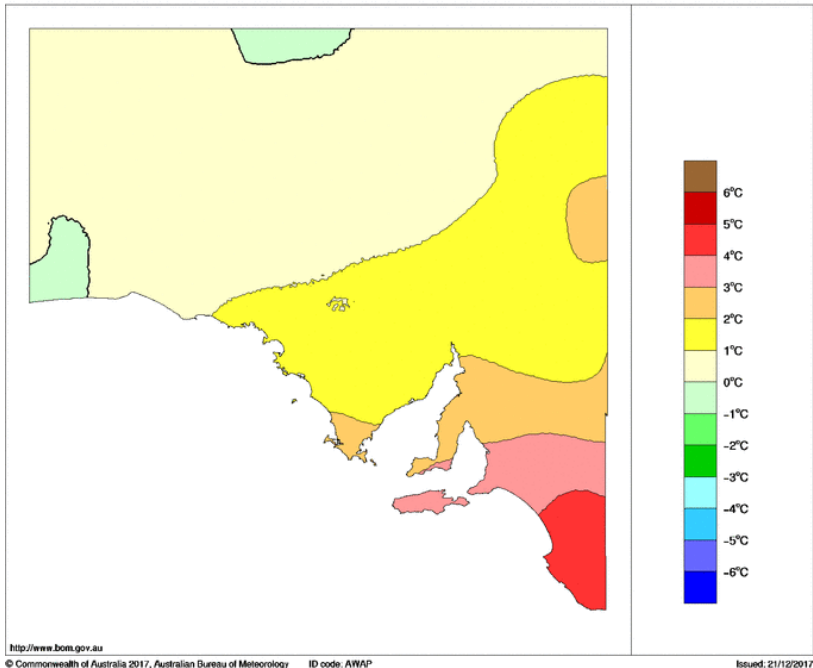 6°C
5°C
4°C
3°C
2°C
1°C
0°C
-1°C
-2°C
-3°C
-4°C
-5°C
-6°C
http://www.bom.gov.au
© Commonwealth of Australia 2017, Australian Bureau of Meteorology ID code: AWAP Issued: 21/12/2017